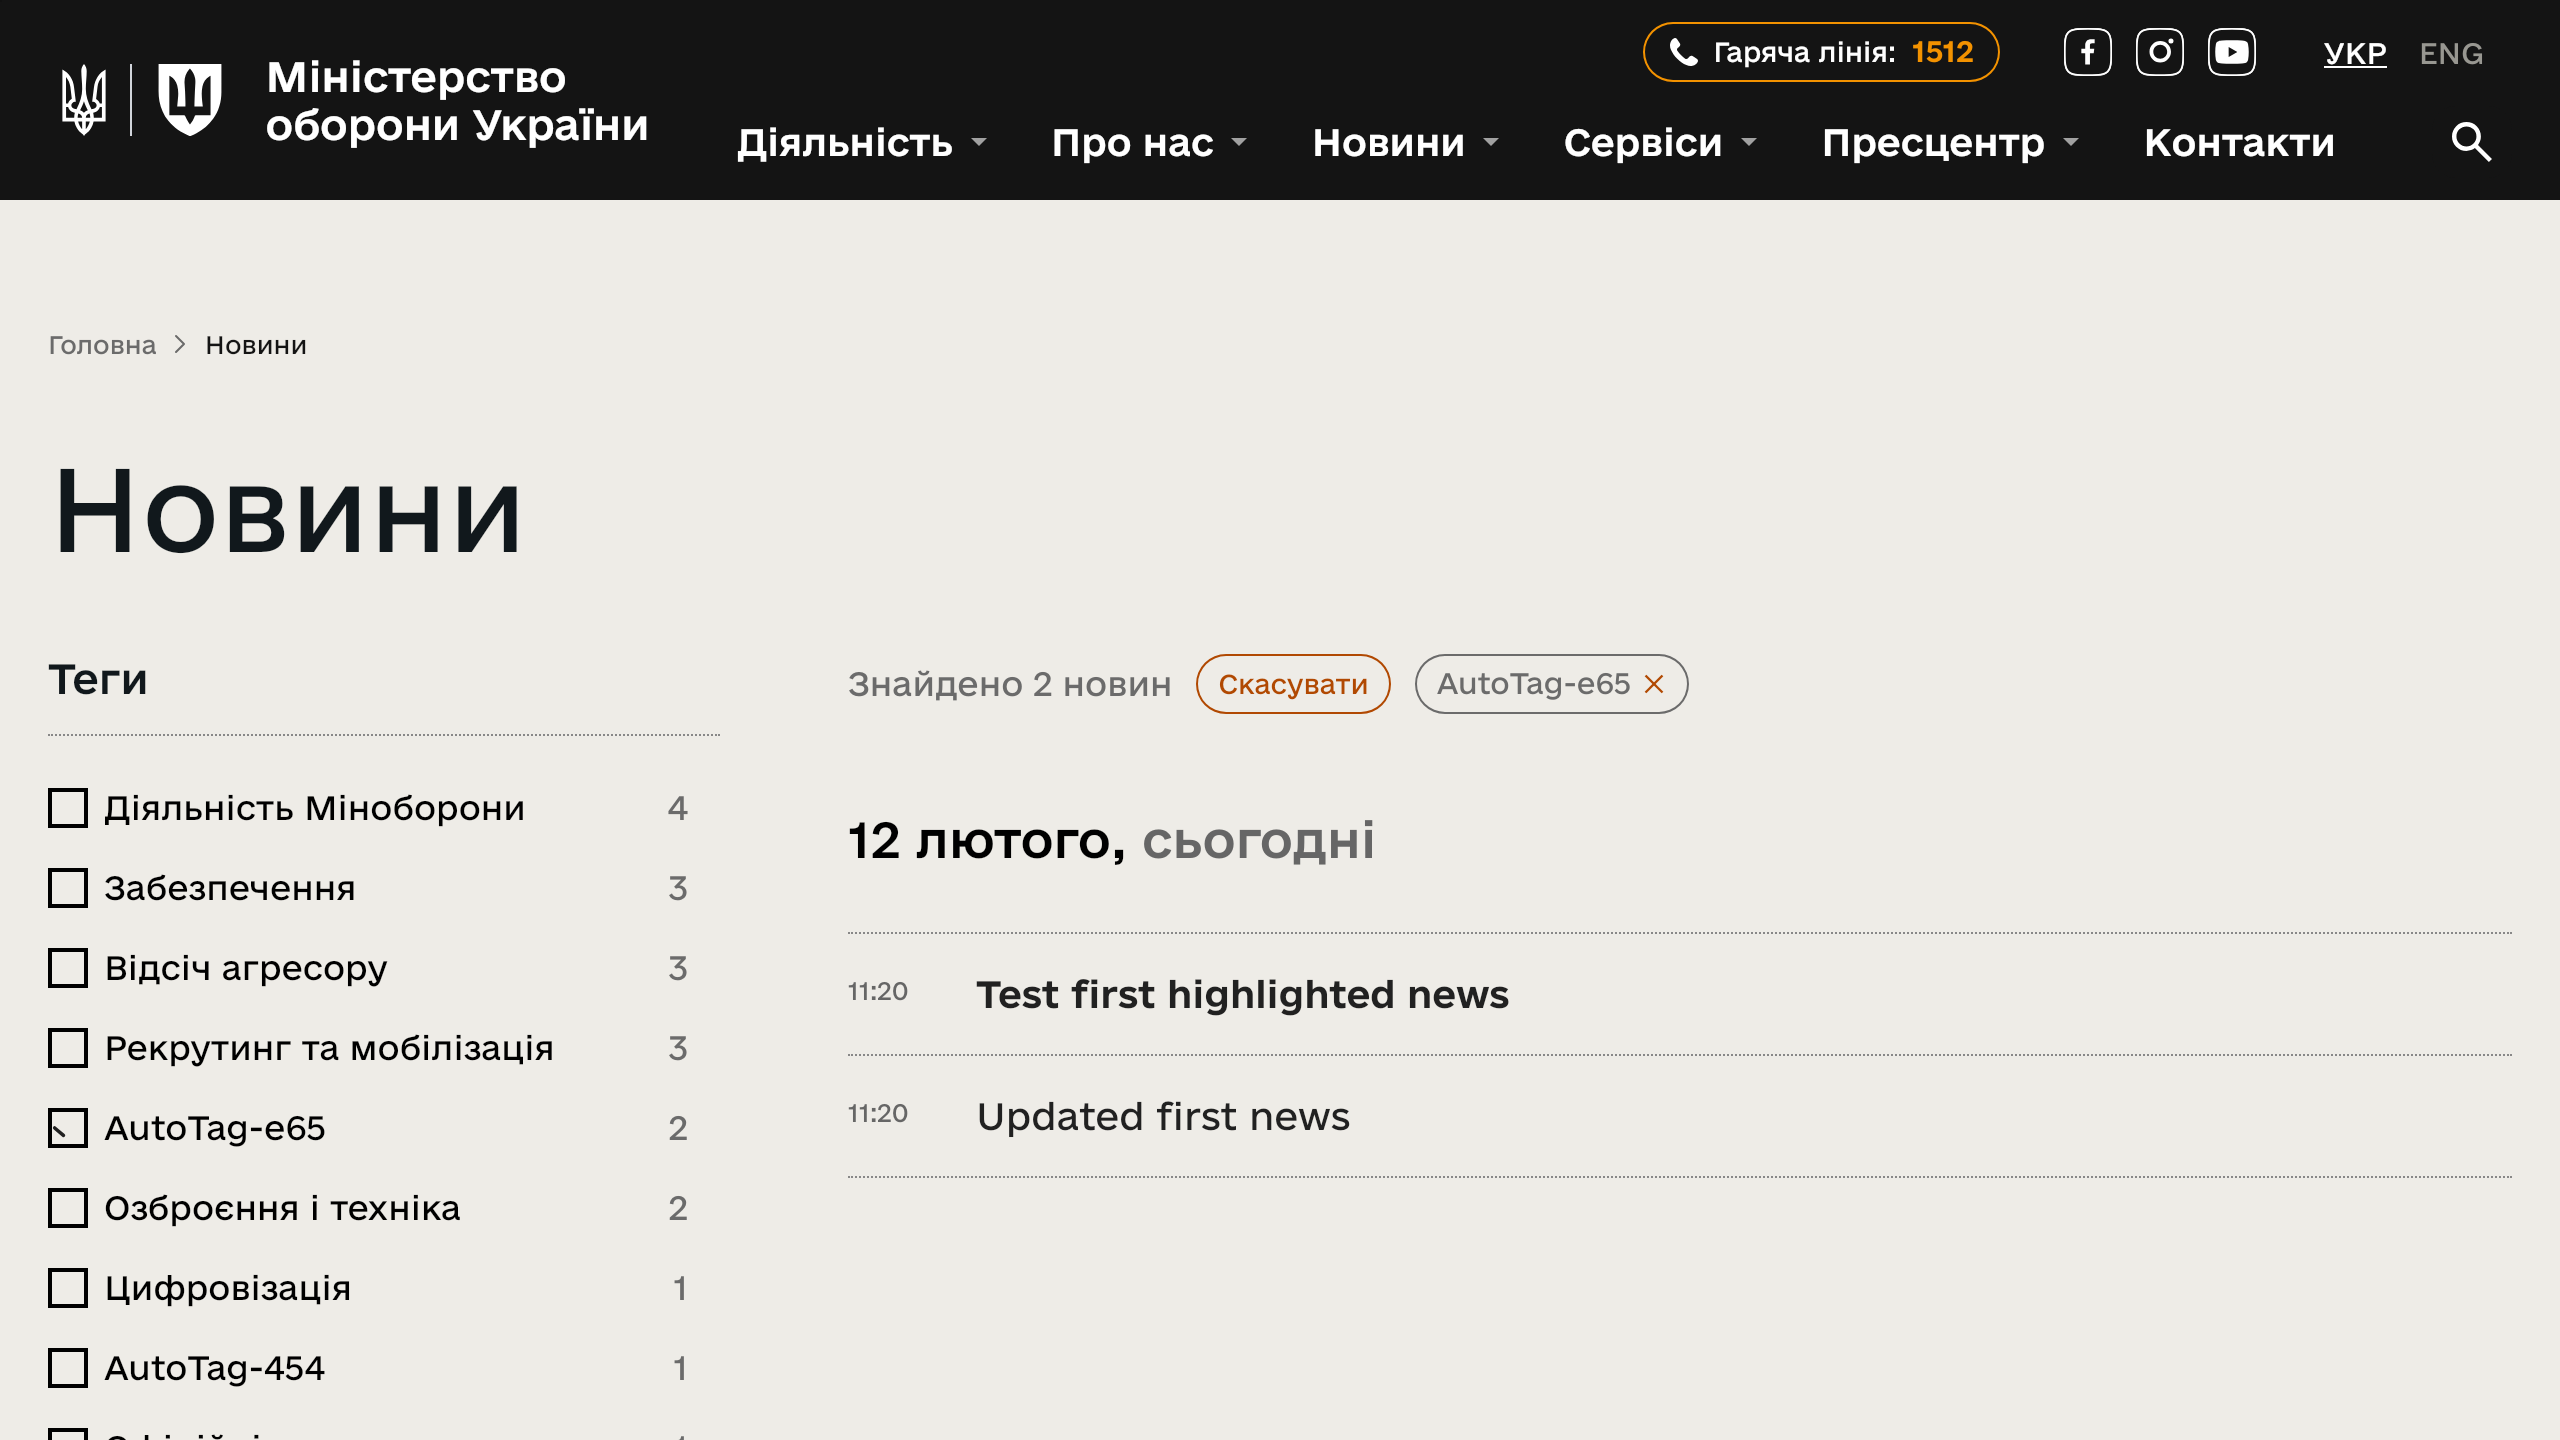 Міністерство
оборони України
Гаряча лінія: 1512
УКР ENG
Діяльність Про нас Новини Сервіси Пресцентр Контакти
Головна Новини
Новини
Теги
Діяльність Міноборони 4
Забезпечення 3
Відсіч агресору 3
Рекрутинг та мобілізація 3
AutoTag-e65 2
Озброєння і техніка 2
Цифровізація 1
AutoTag-454 1
Знайдено 2 новин Скасувати AutoTag-e65
12 лютого, сьогодні
11:20 Test first highlighted news
11:20 Updated first news